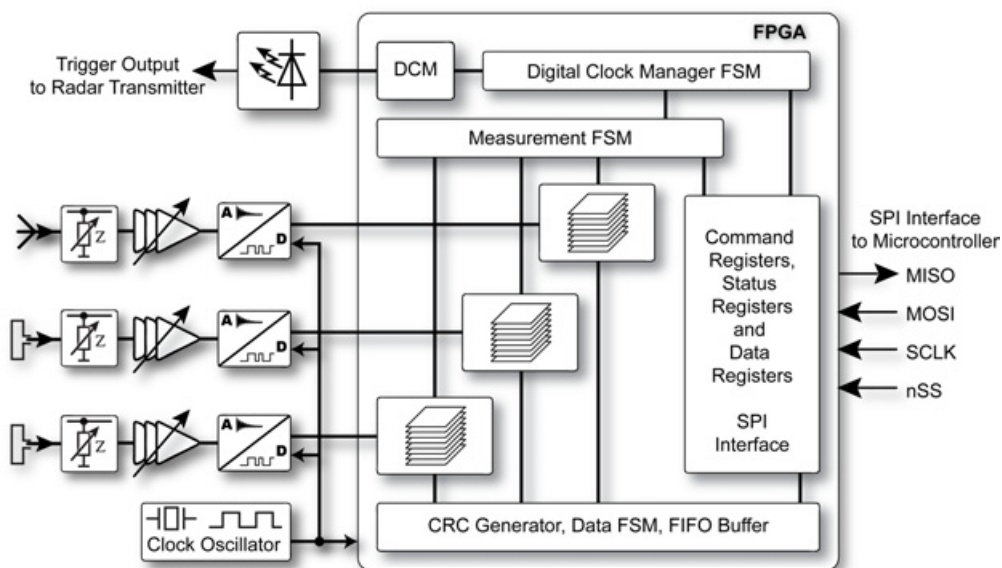 FPGA
Trigger Output
to Radar Transmitter
DCM
Digital Clock Manager FSM
Measurement FSM
Z
A
D
Z
A
D
Z
A
D
Command
Registers,
Status
Registers
and
Data
Registers
SPI
Interface
SPI Interface
to Microcontroller
MISO
MOSI
SCLK
nSS
Clock Oscillator
CRC Generator, Data FSM, FIFO Buffer